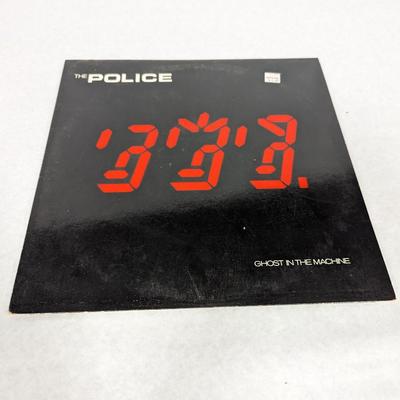 THE POLICE
GHOST IN THE MACHINE